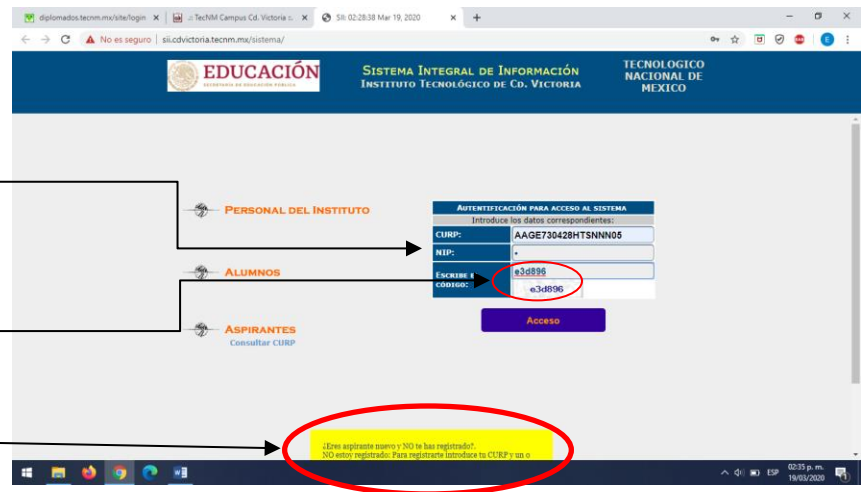 diplomados.tecnm.mx/site/login
.:: TecNM Campus Cd. Victoria ::.
SII: 02:28:38 Mar 19, 2020
No es seguro
sii.cdvictoria.tecnm.mx/sistema/
EDUCACIÓN
SECRETARÍA DE EDUCACIÓN PÚBLICA
SISTEMA INTEGRAL DE INFORMACIÓN
INSTITUTO TECNOLÓGICO DE CD. VICTORIA
TECNOLOGICO
NACIONAL DE
MEXICO
PERSONAL DEL INSTITUTO
ALUMNOS
ASPIRANTES
Consultar CURP
AUTENTIFICACIÓN PARA ACCESO AL SISTEMA
Introduce los datos correspondientes:
CURP:
AAGE730428HTSNNN05
NIP:
•
ESCRIBE
CÓDIGO:
e3d896
e3d896
Acceso
¿Eres aspirante nuevo y NO te has registrado?.
NO estoy registrado: Para registrarte introduce tu CURP y un 0
ESP
02:35 p. m.
19/03/2020